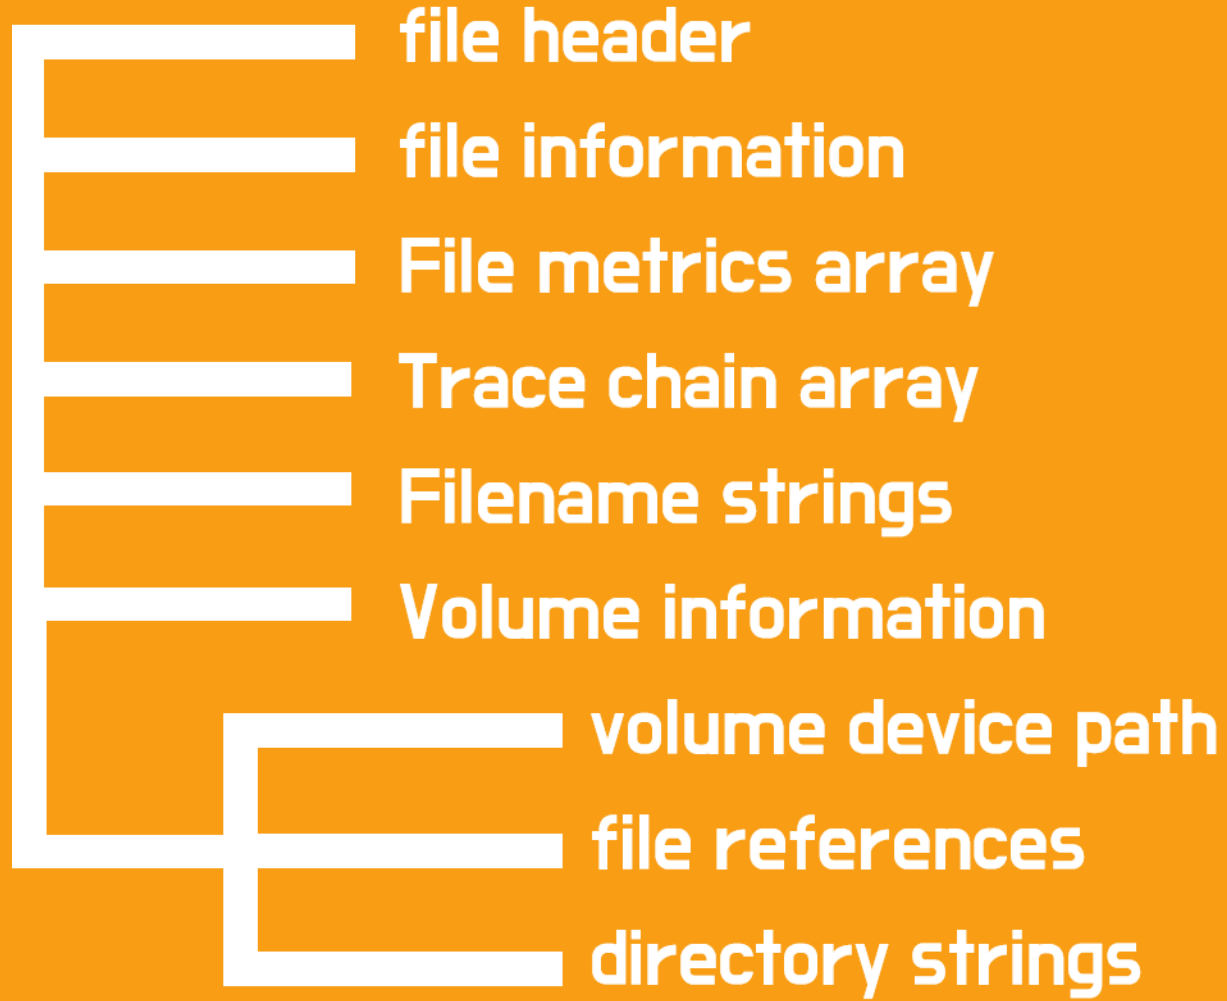 file header
file information
File metrics array
Trace chain array
Filename strings
Volume information
volume device path
file references
directory strings